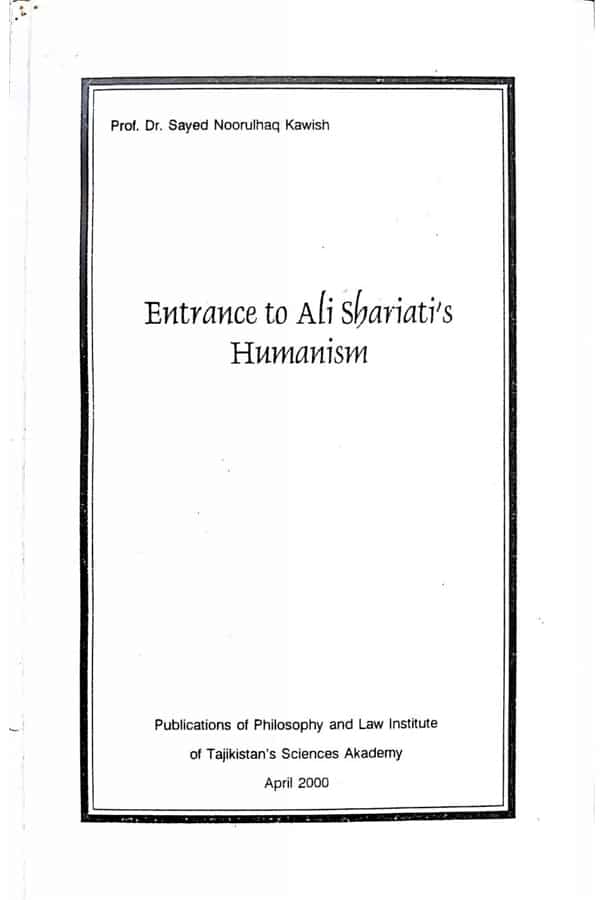 Prof. Dr. Sayed Noorulhaq Kawish
Entrance to Ali Shariati's
Humanism
Publications of Philosophy and Law Institute
of Tajikistan's Sciences Akademy
April 2000